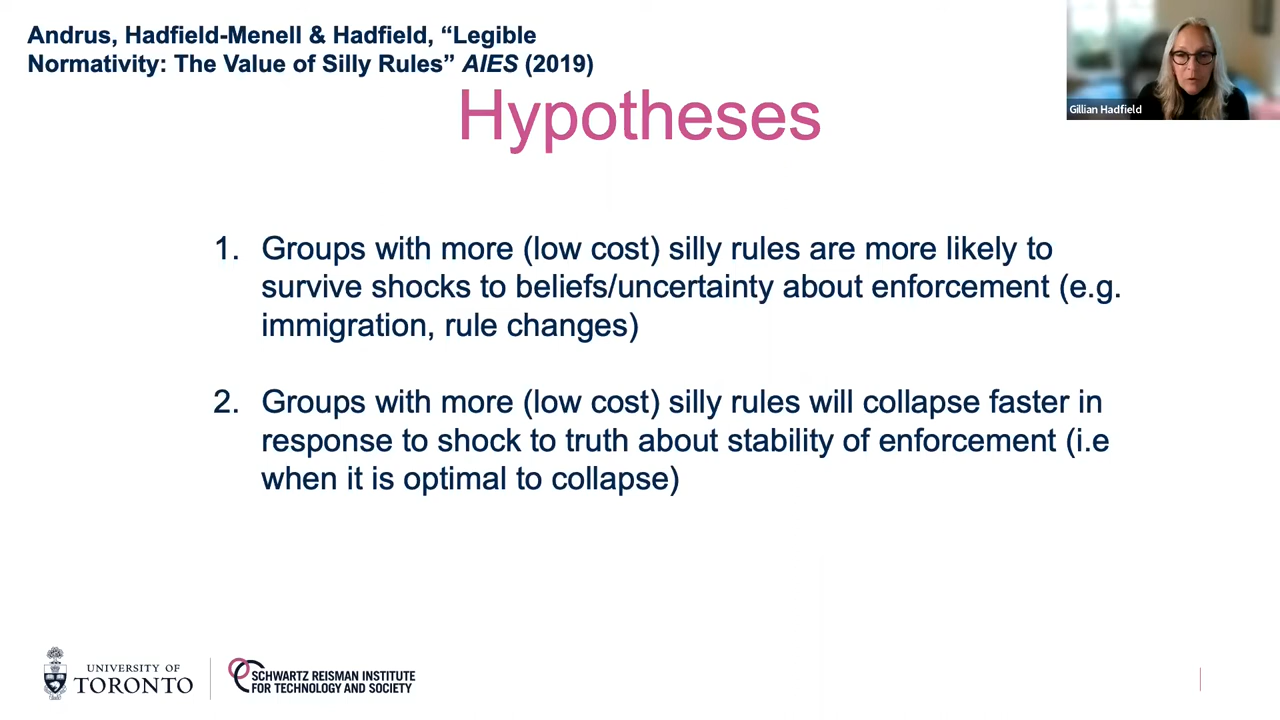 Andrus, Hadfield-Menell & Hadfield, “Legible
Normativity: The Value of Silly Rules” AIES (2019)
Gillian Hadfield
Hypotheses
1. Groups with more (low cost) silly rules are more likely to
survive shocks to beliefs/uncertainty about enforcement (e.g.
immigration, rule changes)
2. Groups with more (low cost) silly rules will collapse faster in
response to shock to truth about stability of enforcement (i.e
when it is optimal to collapse)
UNIVERSITY OF
TORONTO
SCHWARTZ REISMAN INSTITUTE
FOR TECHNOLOGY AND SOCIETY